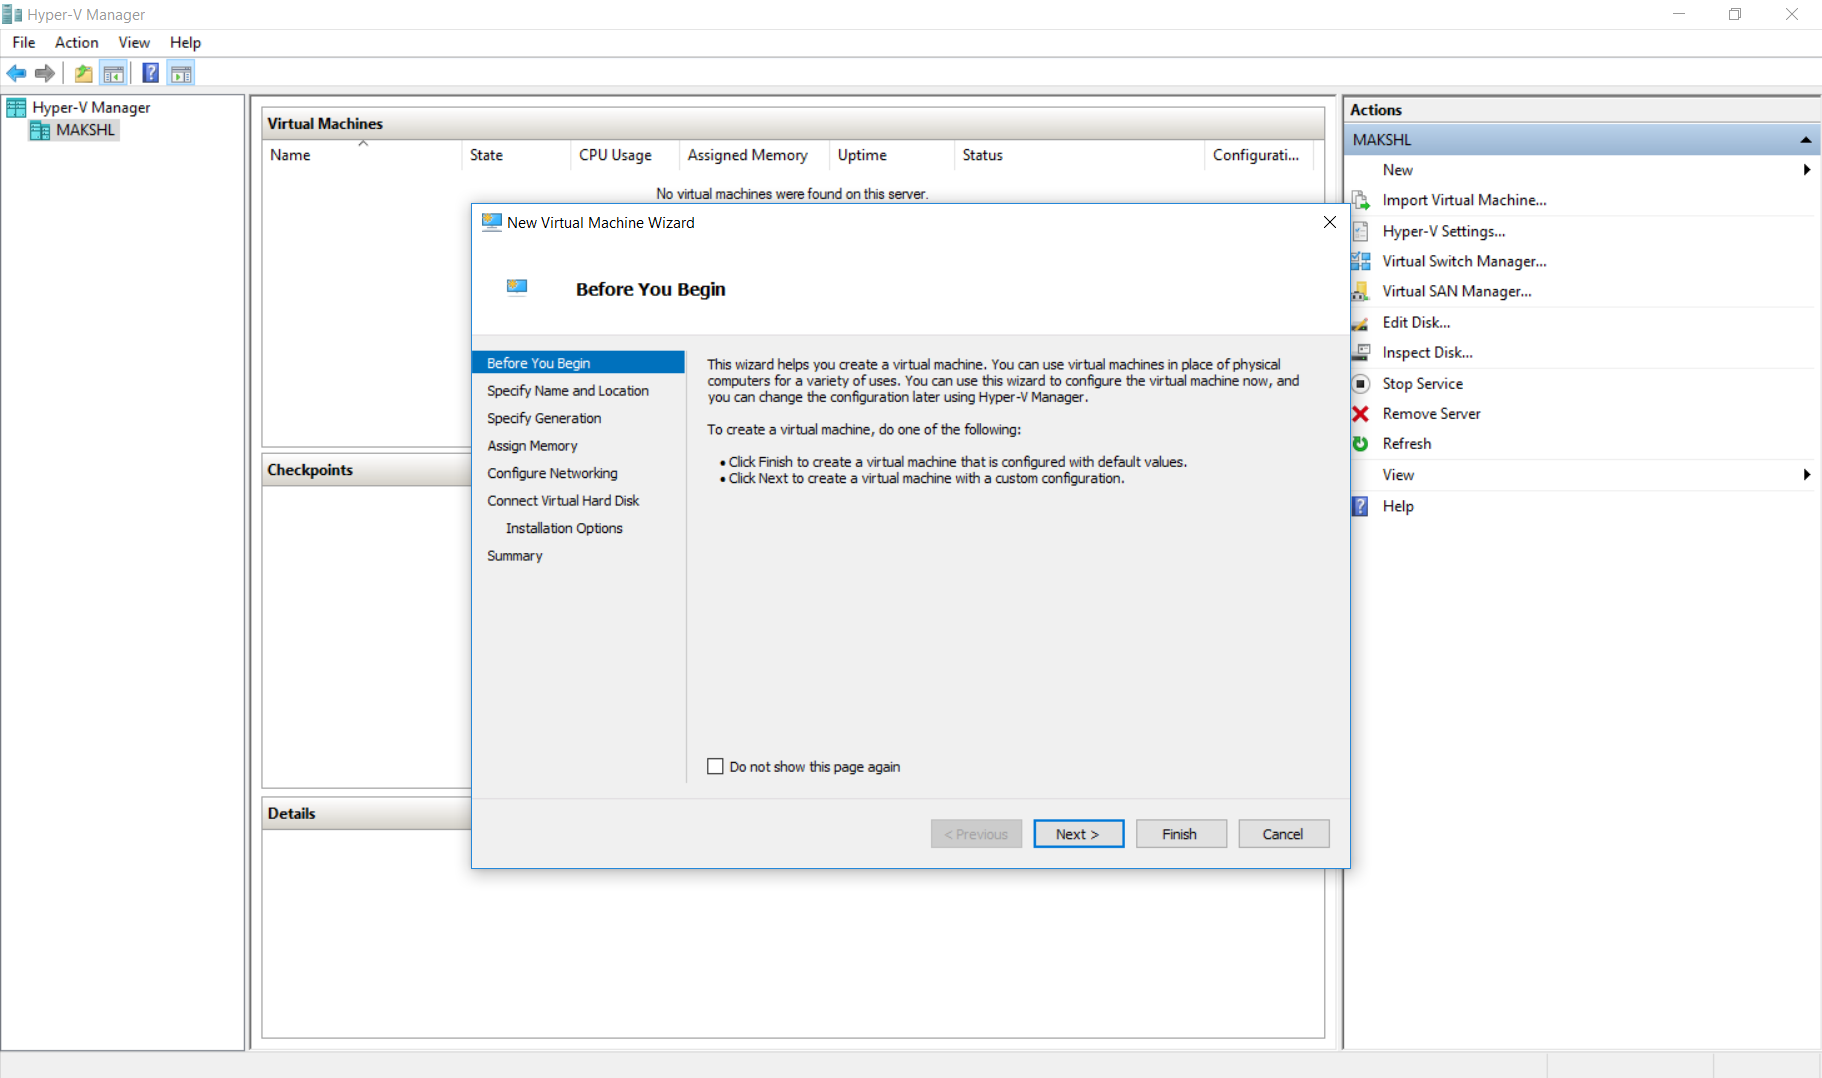 Hyper-V Manager
File Action View Help
Hyper-V Manager
MAKSHL
Virtual Machines
Name State CPU Usage Assigned Memory Uptime Status Configurati...
No virtual machines were found on this server.
New Virtual Machine Wizard
Before You Begin
Before You Begin
Specify Name and Location
Specify Generation
Assign Memory
Configure Networking
Connect Virtual Hard Disk
Installation Options
Summary
This wizard helps you create a virtual machine. You can use virtual machines in place of physical
computers for a variety of uses. You can use this wizard to configure the virtual machine now, and
you can change the configuration later using Hyper-V Manager.
To create a virtual machine, do one of the following:
• Click Finish to create a virtual machine that is configured with default values.
• Click Next to create a virtual machine with a custom configuration.
Do not show this page again
< Previous Next > Finish Cancel
Checkpoints
Details
Actions
MAKSHL
New
Import Virtual Machine...
Hyper-V Settings...
Virtual Switch Manager...
Virtual SAN Manager...
Edit Disk...
Inspect Disk...
Stop Service
Remove Server
Refresh
View
Help